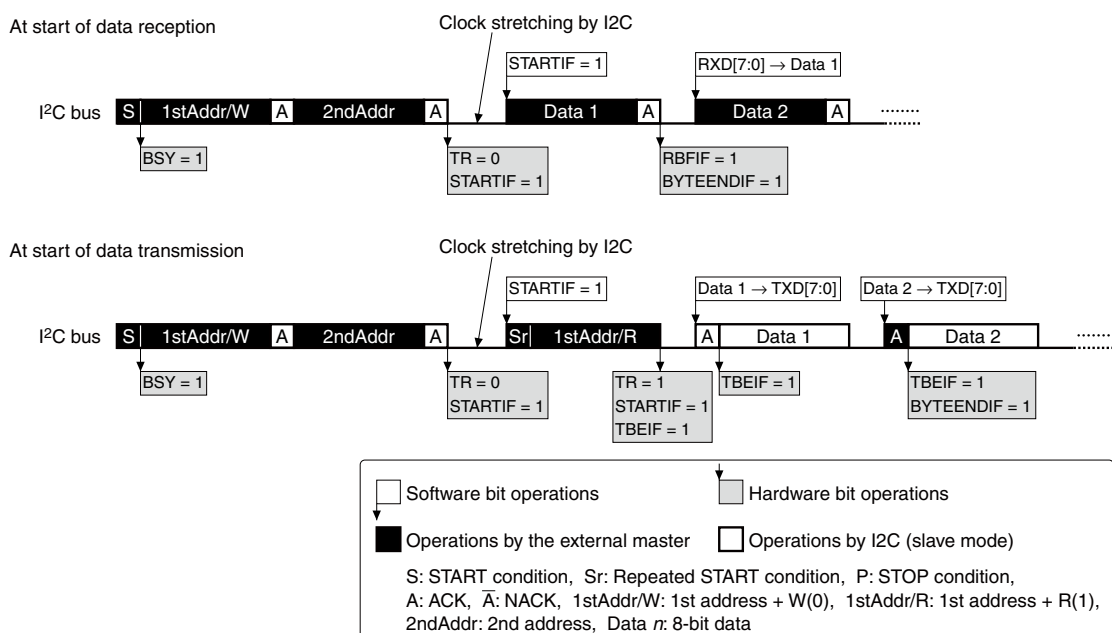 At start of data reception
Clock stretching by I2C
STARTIF = 1
RXD[7:0] → Data 1
I²C bus
S 1stAddr/W A 2ndAddr A Data 1 A Data 2 A
BSY = 1
TR = 0
STARTIF = 1
RBFIF = 1
BYTEENDIF = 1
At start of data transmission
Clock stretching by I2C
STARTIF = 1
Data 1 → TXD[7:0]
Data 2 → TXD[7:0]
I²C bus
S 1stAddr/W A 2ndAddr A Sr 1stAddr/R A Data 1 A Data 2
BSY = 1
TR = 0
STARTIF = 1
TR = 1
STARTIF = 1
TBEIF = 1
TBEIF = 1
TBEIF = 1
BYTEENDIF = 1
Software bit operations
Hardware bit operations
Operations by the external master
Operations by I2C (slave mode)
S: START condition, Sr: Repeated START condition, P: STOP condition,
A: ACK, A̅: NACK, 1stAddr/W: 1st address + W(0), 1stAddr/R: 1st address + R(1),
2ndAddr: 2nd address, Data n: 8-bit data